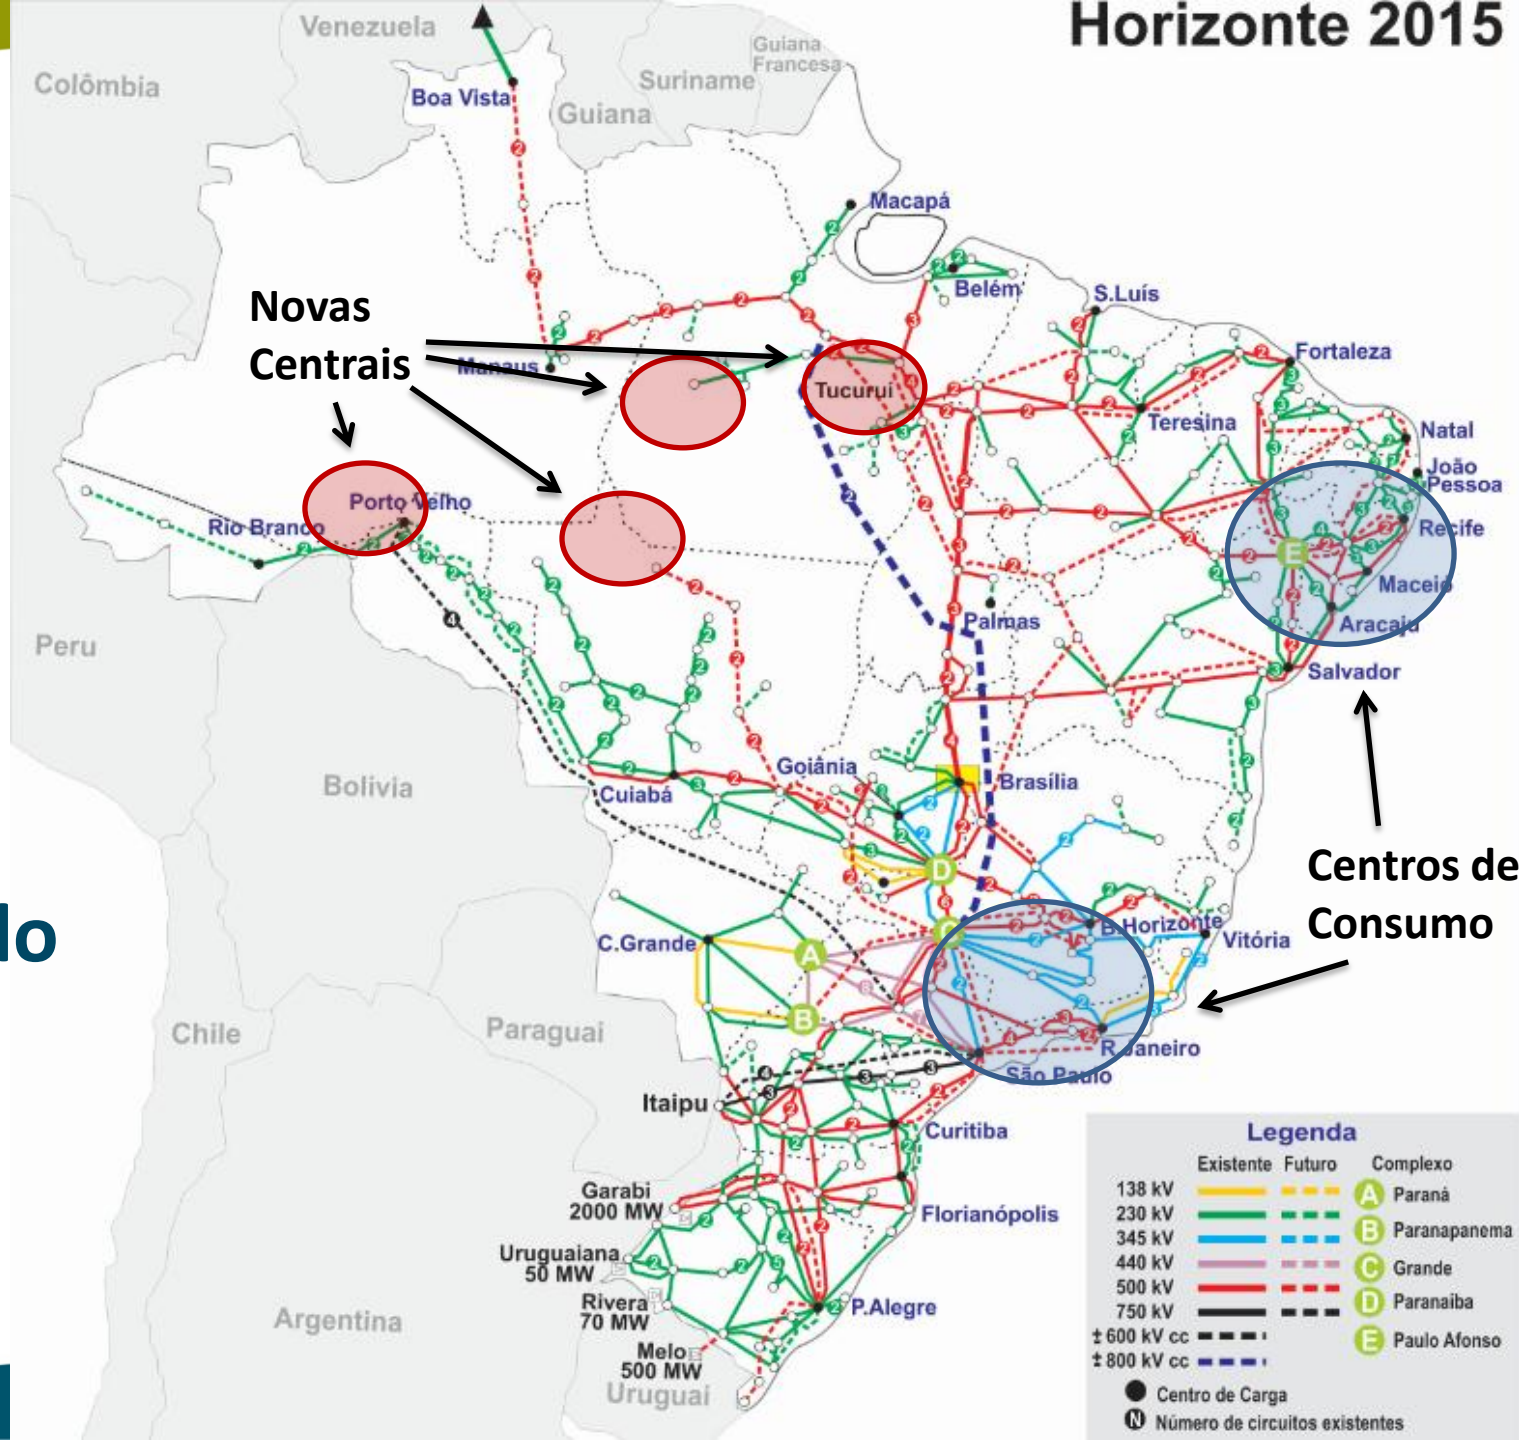 Horizonte 2015
Venezuela
Colômbia
Guiana
Francesa
Suriname
Guiana
Boa Vista
Macapá
Belém
S.Luís
Novas
Centrais
Manaus
Fortaleza
Tucuruí
Teresina
Natal
João
Pessoa
Porto Velho
Rio Branco
Recife
E
Maceió
Palmas
Aracaju
Peru
Salvador
Goiânia
Brasília
Bolivia
Cuiabá
D
Centros de
Consumo
lo
C.Grande
A
C
B.Horizonte
Vitória
B
Chile
Paraguai
R.Janeiro
São Paulo
Itaipu
Curitiba
Garabi
2000 MW
Florianópolis
Uruguaiana
50 MW
Rivera
70 MW
P.Alegre
Argentina
Melo
500 MW
Uruguai
Legenda
Existente Futuro Complexo
138 kV A Paraná
230 kV B Paranapanema
345 kV
440 kV C Grande
500 kV D Paranaiba
750 kV E Paulo Afonso
±600 kV cc
±800 kV cc
Centro de Carga
N Número de circuitos existentes